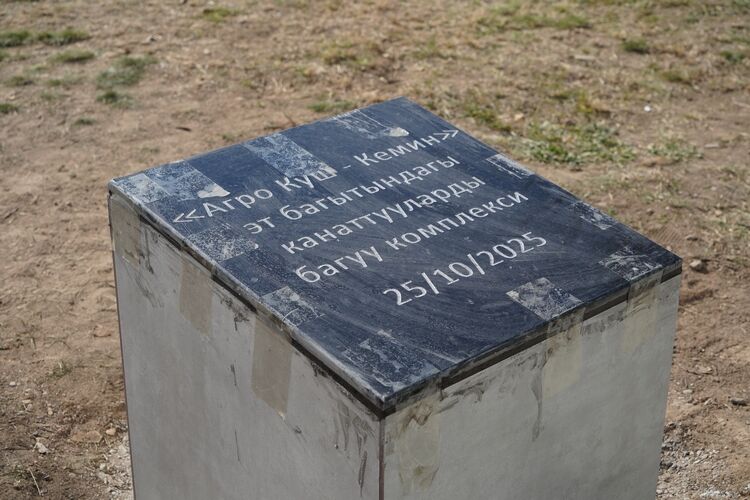 «Агро Куш - Кемин»
эт багытындагы
канаттууларды
багуу комплекси
25/10/2025